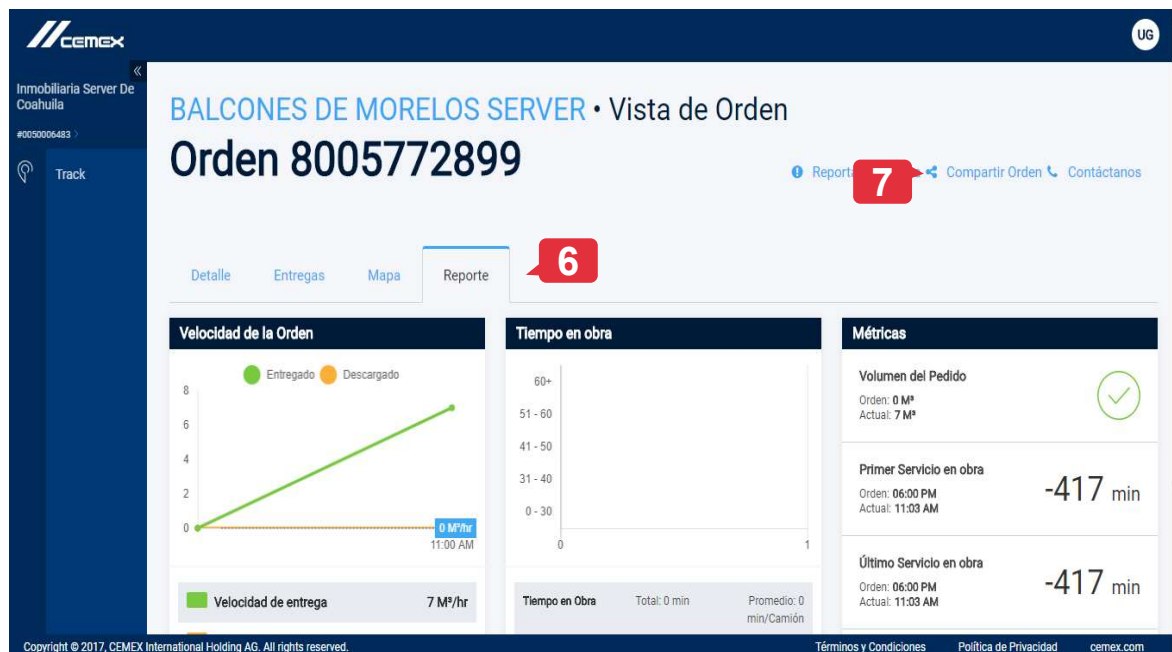 CEMEX
UG
«
Inmobiliaria Server De
Coahuila
#0050006483 >
Track
BALCONES DE MORELOS SERVER • Vista de Orden
Orden 8005772899
7
Compartir Orden
Contáctanos
Detalle
Entregas
Mapa
Reporte
6
Velocidad de la Orden
Entregado
Descargado
8
6
4
2
0
0 M³/hr
11:00 AM
Velocidad de entrega
7 M³/hr
Tiempo en obra
60+
51 - 60
41 - 50
31 - 40
0 - 30
0
1
Tiempo en Obra
Total: 0 min
Promedio: 0
min/Camión
Métricas
Volumen del Pedido
Orden: 0 M³
Actual: 7 M³
Primer Servicio en obra
Orden: 06:00 PM
Actual: 11:03 AM
-417 min
Último Servicio en obra
Orden: 06:00 PM
Actual: 11:03 AM
-417 min
Copyright © 2017, CEMEX International Holding AG. All rights reserved.
Términos y Condiciones
Política de Privacidad
cemex.com